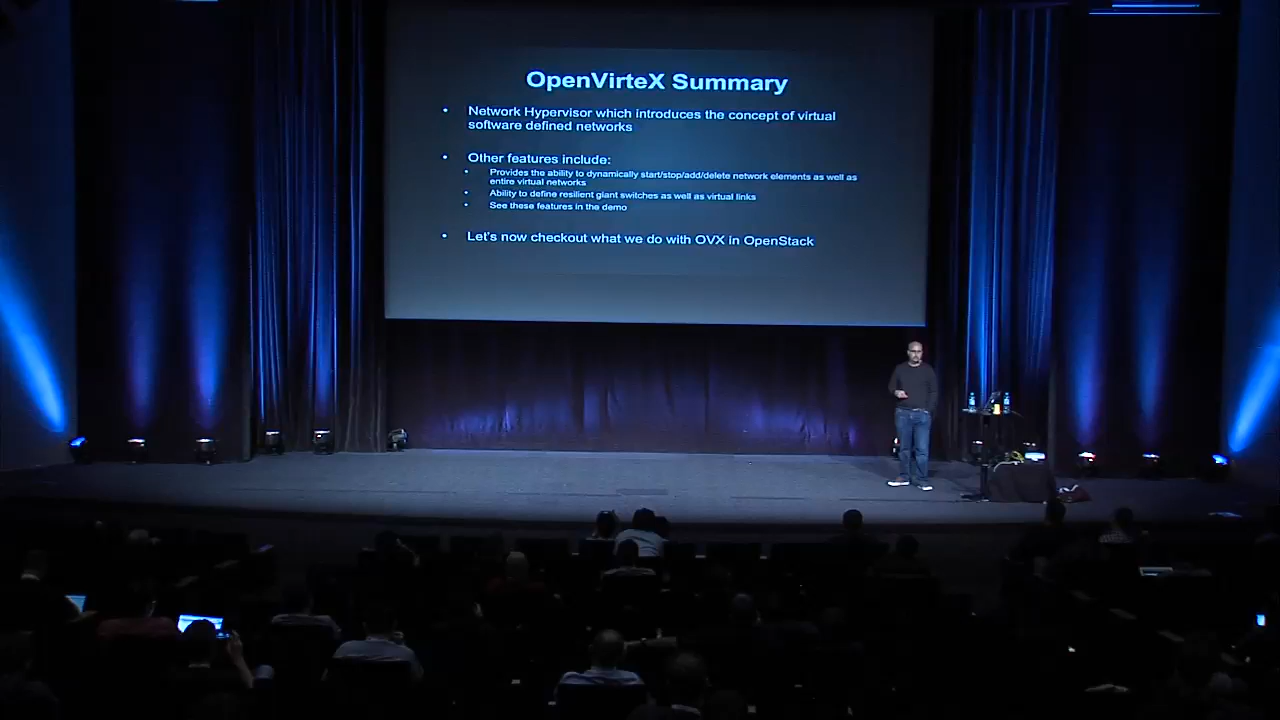 OpenVirteX Summary
• Network Hypervisor which introduces the concept of virtual
software defined networks
• Other features include:
• Provides the ability to dynamically start/stop/add/delete network elements as well as
entire virtual networks
• Ability to define resilient giant switches as well as virtual links
• See these features in the demo
• Let's now checkout what we do with OVX in OpenStack